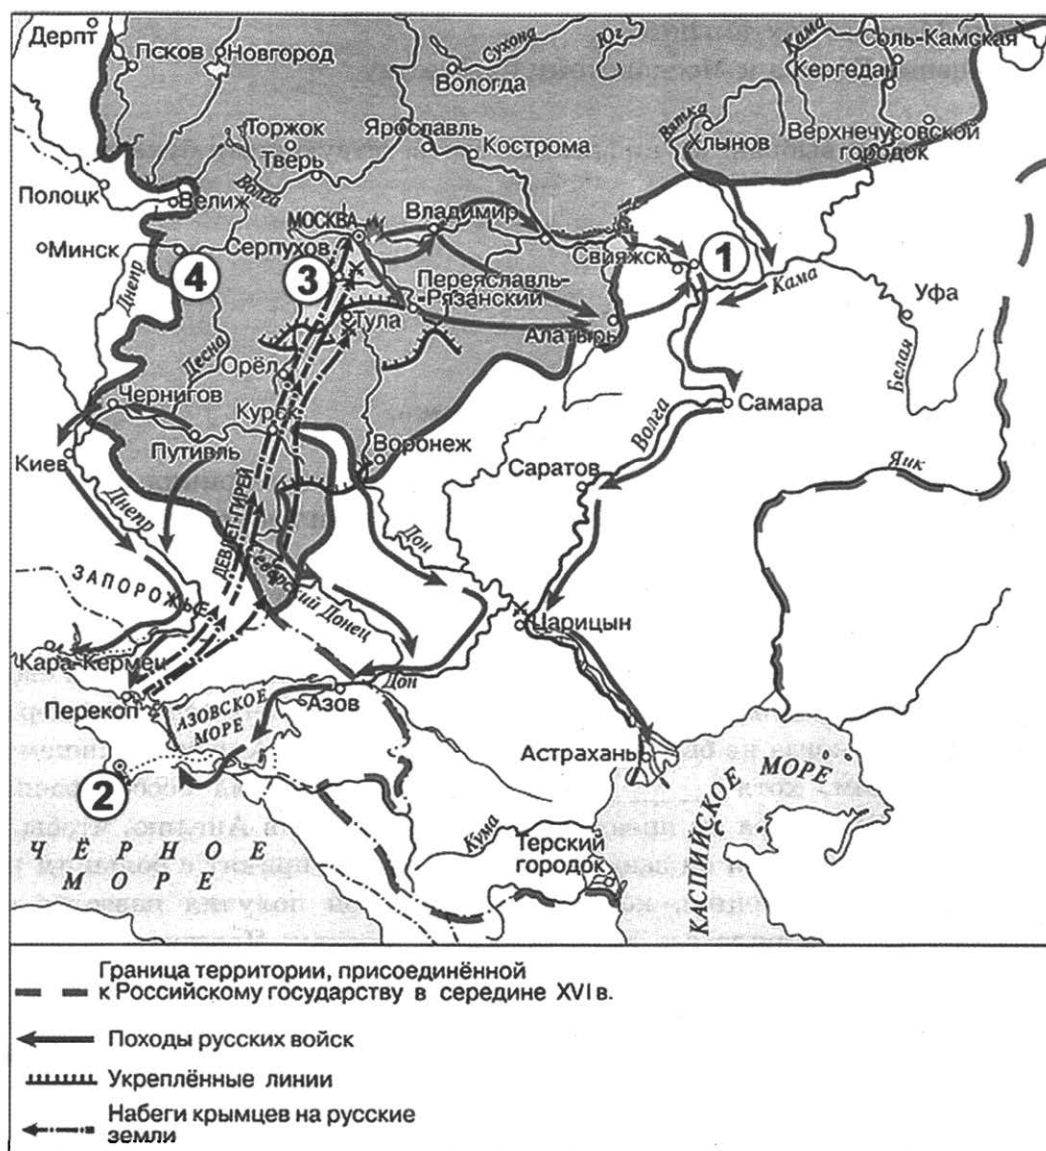 Дерпт
Псков
Новгород
Сухона
Юг
Кама
Соль-Камская
Вологда
Кергедан
Торжок
Ярославль
Вятка
Хлынов
Верхнечусовской
городок
Тверь
Кострома
Полоцк
Велиж
Волга
МОСКВА
Владимир
Минск
Серпухов
Свияжск
1
4
3
Переяславль-
-Рязанский
Кама
Уфа
Днепр
Тула
Алатырь
Десна
Орёл
Белая
Чернигов
Курск
Самара
Киев
Путивль
Воронеж
Волга
Саратов
Яик
Днепр
ДЕВЛЕТ-ГИРЕЙ
Дон
ЗАПОРОЖЬЕ
Северский Донец
Царицын
Кара-Кермен
Дон
Перекоп
АЗОВСКОЕ
МОРЕ
Азов
Астрахань
2
КАСПИЙСКОЕ МОРЕ
Кума
Терский
городок
ЧЁРНОЕ
МОРЕ
Граница территории, присоединённой
к Российскому государству в середине XVI в.
Походы русских войск
Укреплённые линии
Набеги крымцев на русские
земли